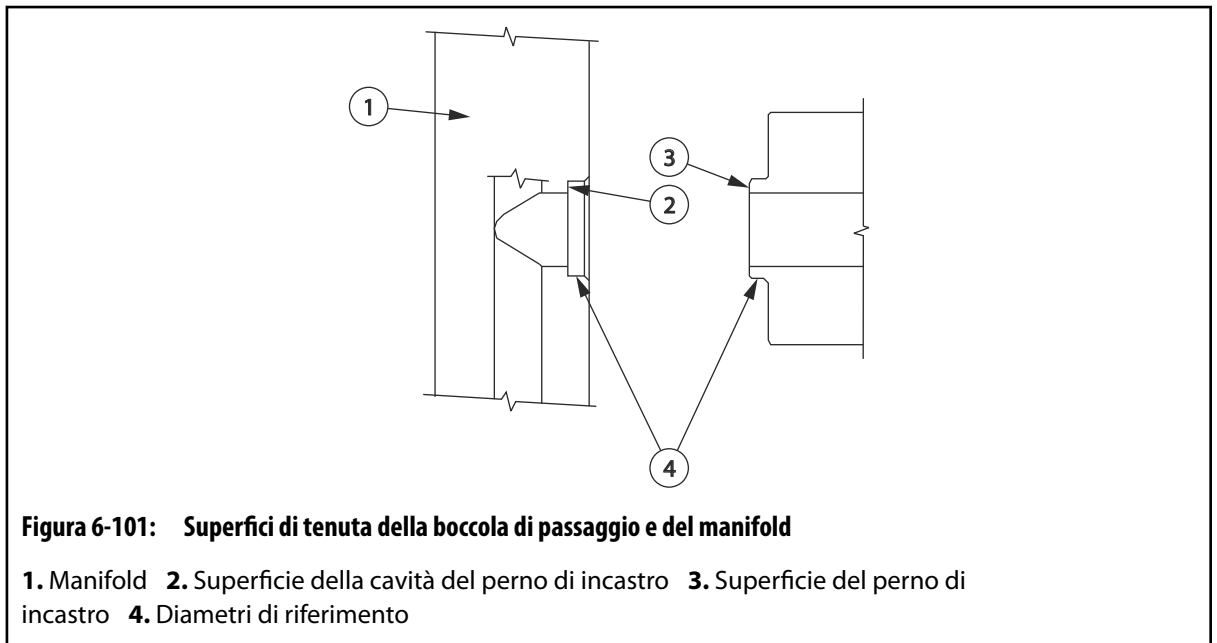 1
3
2
4
Figura 6-101: Superfici di tenuta della boccola di passaggio e del manifold
1. Manifold 2. Superficie della cavità del perno di incastro 3. Superficie del perno di
incastro 4. Diametri di riferimento